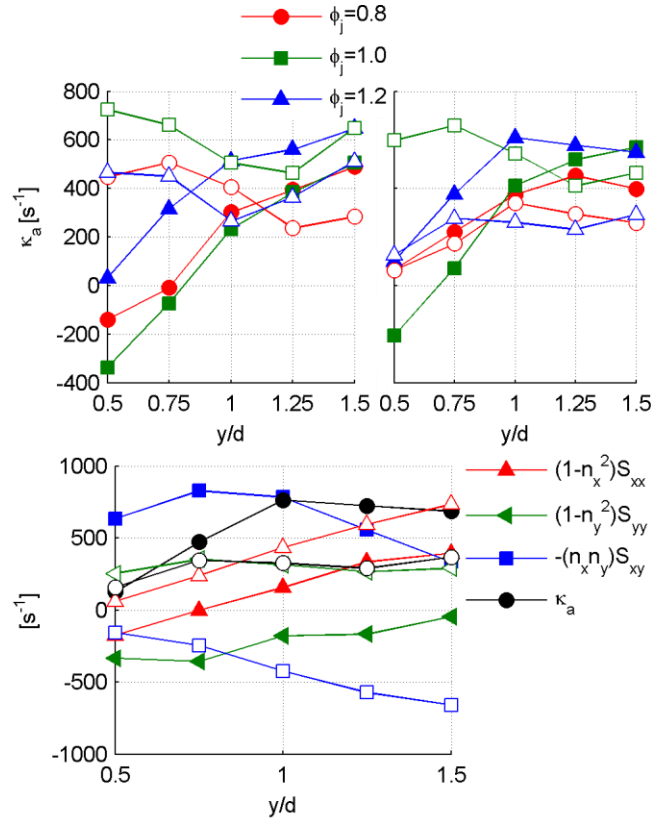 ϕj=0.8
ϕj=1.0
ϕj=1.2
κa [s⁻¹]
800
600
400
200
0
-200
-400
0.5 0.75 1 1.25 1.5
y/d
0.5 0.75 1 1.25 1.5
y/d
(1-nx²)Sxx
(1-ny²)Syy
-(nxny)Sxy
κa
[s⁻¹]
1000
500
0
-500
-1000
0.5 1 1.5
y/d